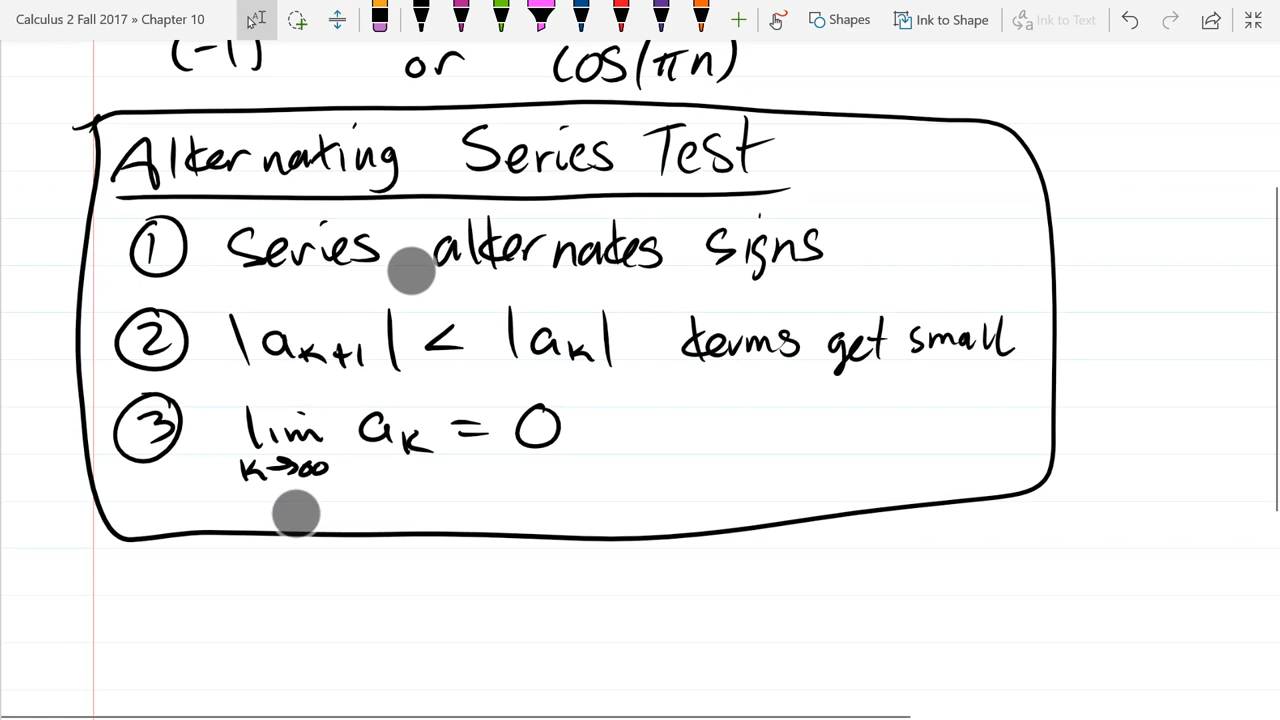 Calculus 2 Fall 2017 » Chapter 10
Shapes
Ink to Shape
Ink to Text
(-1) or cos(πn)
Alternating Series Test
① Series alternates signs
② |aₖ₊₁| < |aₖ| terms get small
③ lim aₖ = 0
k→∞